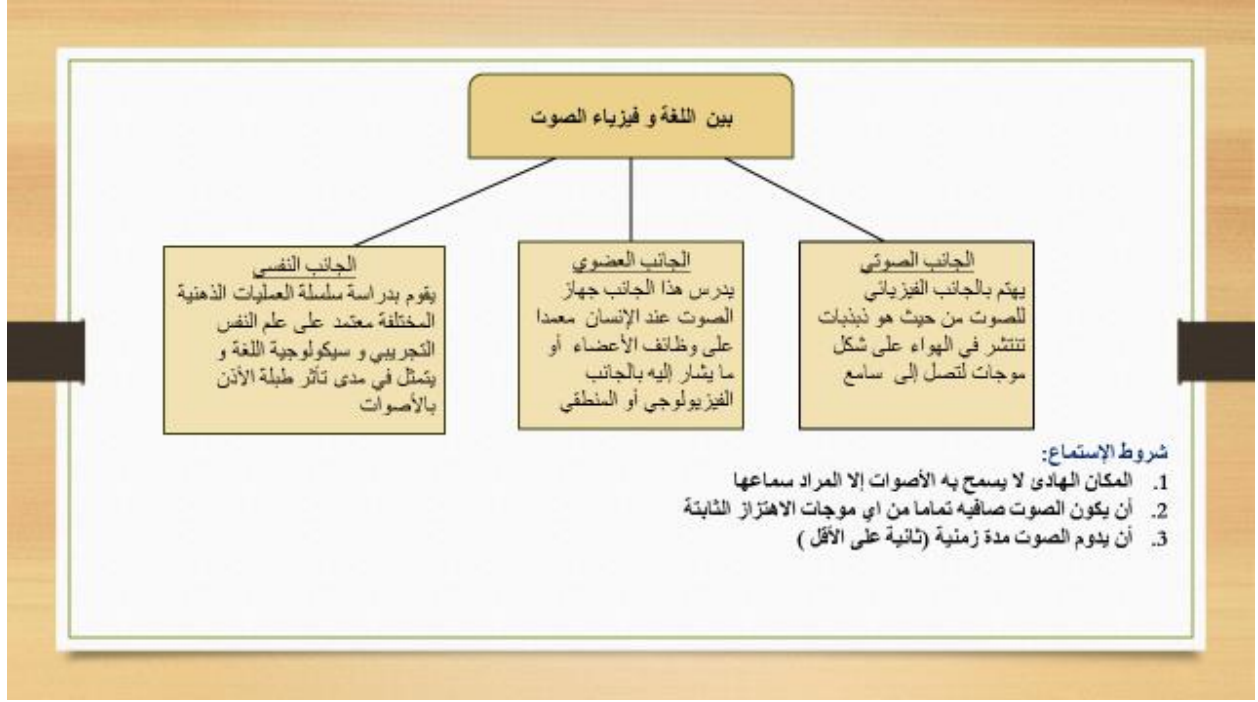 بين اللغة و فيزياء الصوت
الجانب الصوتي
يهتم بالجانب الفيزيائي
للصوت من حيث هو ذبذبات
تنتشر في الهواء على شكل
موجات لتصل إلى سامع
الجانب العضوي
يدرس هذا الجانب جهاز
الصوت عند الإنسان معمدا
على وظائف الأعضاء أو
ما يشار إليه بالجانب
الفيزيولوجي أو المنطقي
الجانب النفسي
يقوم بدراسة سلسلة العمليات الذهنية
المختلفة معتمد على علم النفس
التجريبي و سيكولوجية اللغة و
يتمثل في مدى تأثر طبلة الأذن
بالأصوات
شروط الإستماع:
1. المكان الهادئ لا يسمح به الأصوات إلا المراد سماعها
2. أن يكون الصوت صافيه تماما من اي موجات الاهتزاز الثابتة
3. أن يدوم الصوت مدة زمنية (ثانية على الأقل )